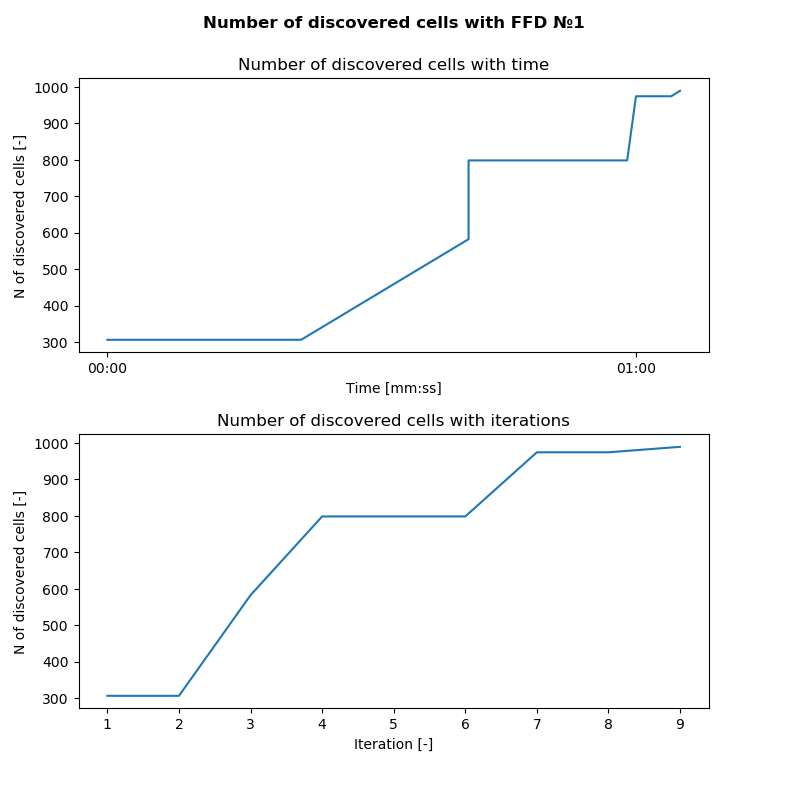 Number of discovered cells with FFD №1
Number of discovered cells with time
N of discovered cells [-]
1000
900
800
700
600
500
400
300
00:00 01:00
Time [mm:ss]
Number of discovered cells with iterations
N of discovered cells [-]
1000
900
800
700
600
500
400
300
1 2 3 4 5 6 7 8 9
Iteration [-]